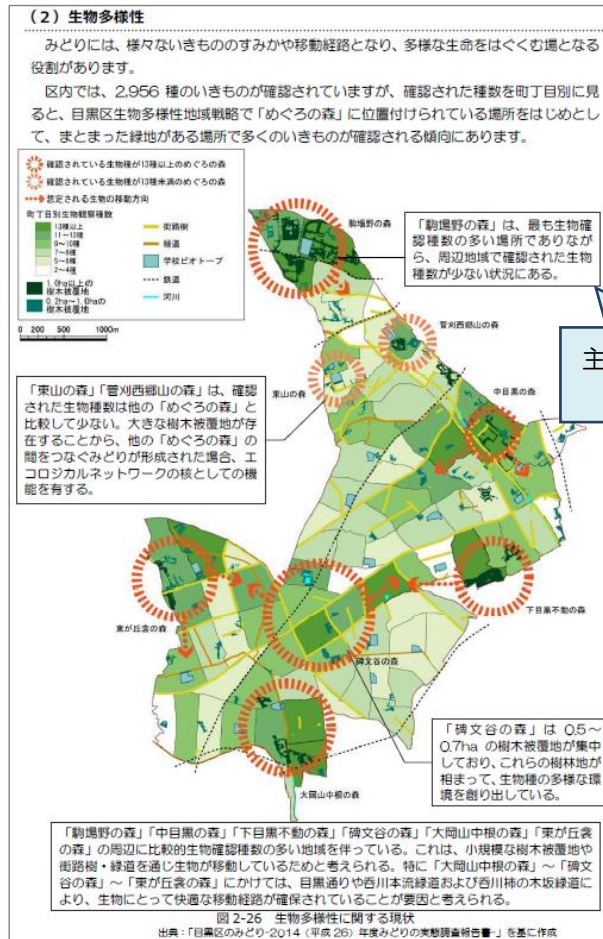 （２）生物多様性
みどりには、様々ないきもののすみかや移動経路となり、多様な生命をはぐくむ場となる
役割があります。
区内では、2,956 種のいきものが確認されていますが、確認された種数を町丁目別に見
ると、目黒区生物多様性地域戦略で「めぐろの森」に位置付けられている場所をはじめとし
て、まとまった緑地がある場所で多くのいきものが確認される傾向にあります。
確認されている生物種が13種以上のめぐろの森
確認されている生物種が13種未満のめぐろの森
想定される生物の移動方向
町丁目別生物観察種数
13種以上
11～12種
9～10種
7～8種
5～6種
2～4種
1.0ha以上の
樹木被覆地
0.2ha～1.0haの
樹木被覆地
街路樹
緑道
学校ビオトープ
鉄道
河川
0 200 500 1000m
駒場野の森
「駒場野の森」は、最も生物確
認種数の多い場所でありなが
ら、周辺地域で確認された生物
種数が少ない状況にある。
菅刈西郷山の森
主
東山の森
中目黒の森
「東山の森」「菅刈西郷山の森」は、確認
された生物種数は他の「めぐろの森」と
比較して少ない。大きな樹木被覆地が存
在することから、他の「めぐろの森」の
間をつなぐみどりが形成された場合、エ
コロジカルネットワークの核としての機
能を有する。
東が丘衾の森
下目黒不動の森
碑文谷の森
「碑文谷の森」は 0.5～
0.7ha の樹木被覆地が集中
しており、これらの樹林地が
相まって、生物種の多様な環
境を創り出している。
大岡山中根の森
「駒場野の森」「中目黒の森」「下目黒不動の森」「碑文谷の森」「大岡山中根の森」「東が丘衾
の森」の周辺に比較的生物確認種数の多い地域を伴っている。これは、小規模な樹木被覆地や
街路樹・緑道を通じ生物が移動しているためと考えられる。特に「大岡山中根の森」～「碑文
谷の森」～「東が丘衾の森」にかけては、目黒通りや呑川本流緑道および呑川柿の木坂緑道に
より、生物にとって快適な移動経路が確保されていることが要因と考えられる。
図 2-26 生物多様性に関する現状
出典：「目黒区のみどり-2014（平成 26）年度みどりの実態調査報告書-」を基に作成